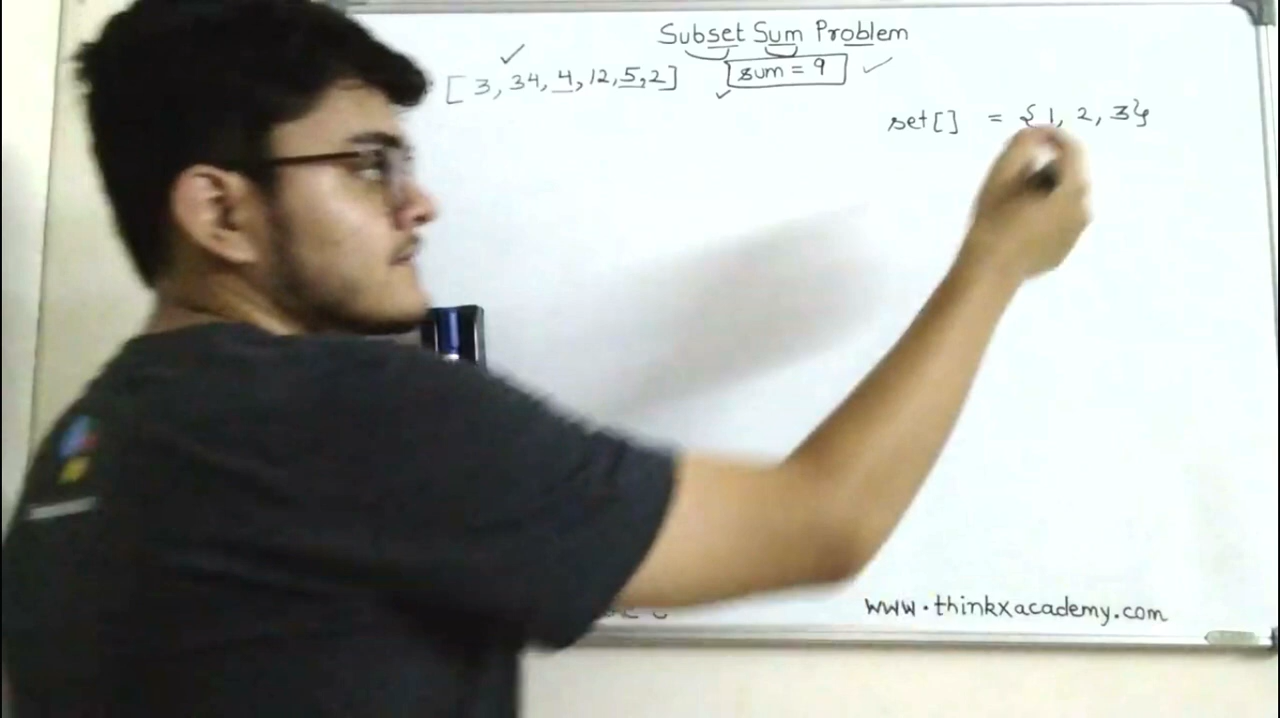 Subset Sum Problem
[3, 34, 4, 12, 5, 2] sum = 9
set[] = {1, 2, 3}
www.thinkxacademy.com